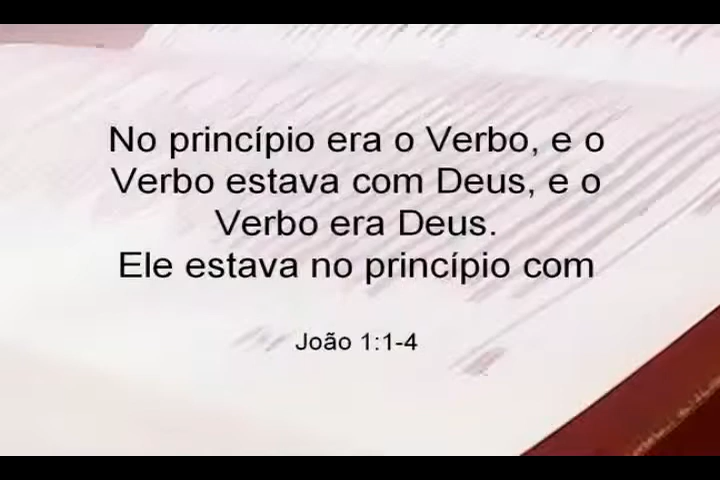 No princípio era o Verbo, e o
Verbo estava com Deus, e o
Verbo era Deus.
Ele estava no princípio com
João 1:1-4